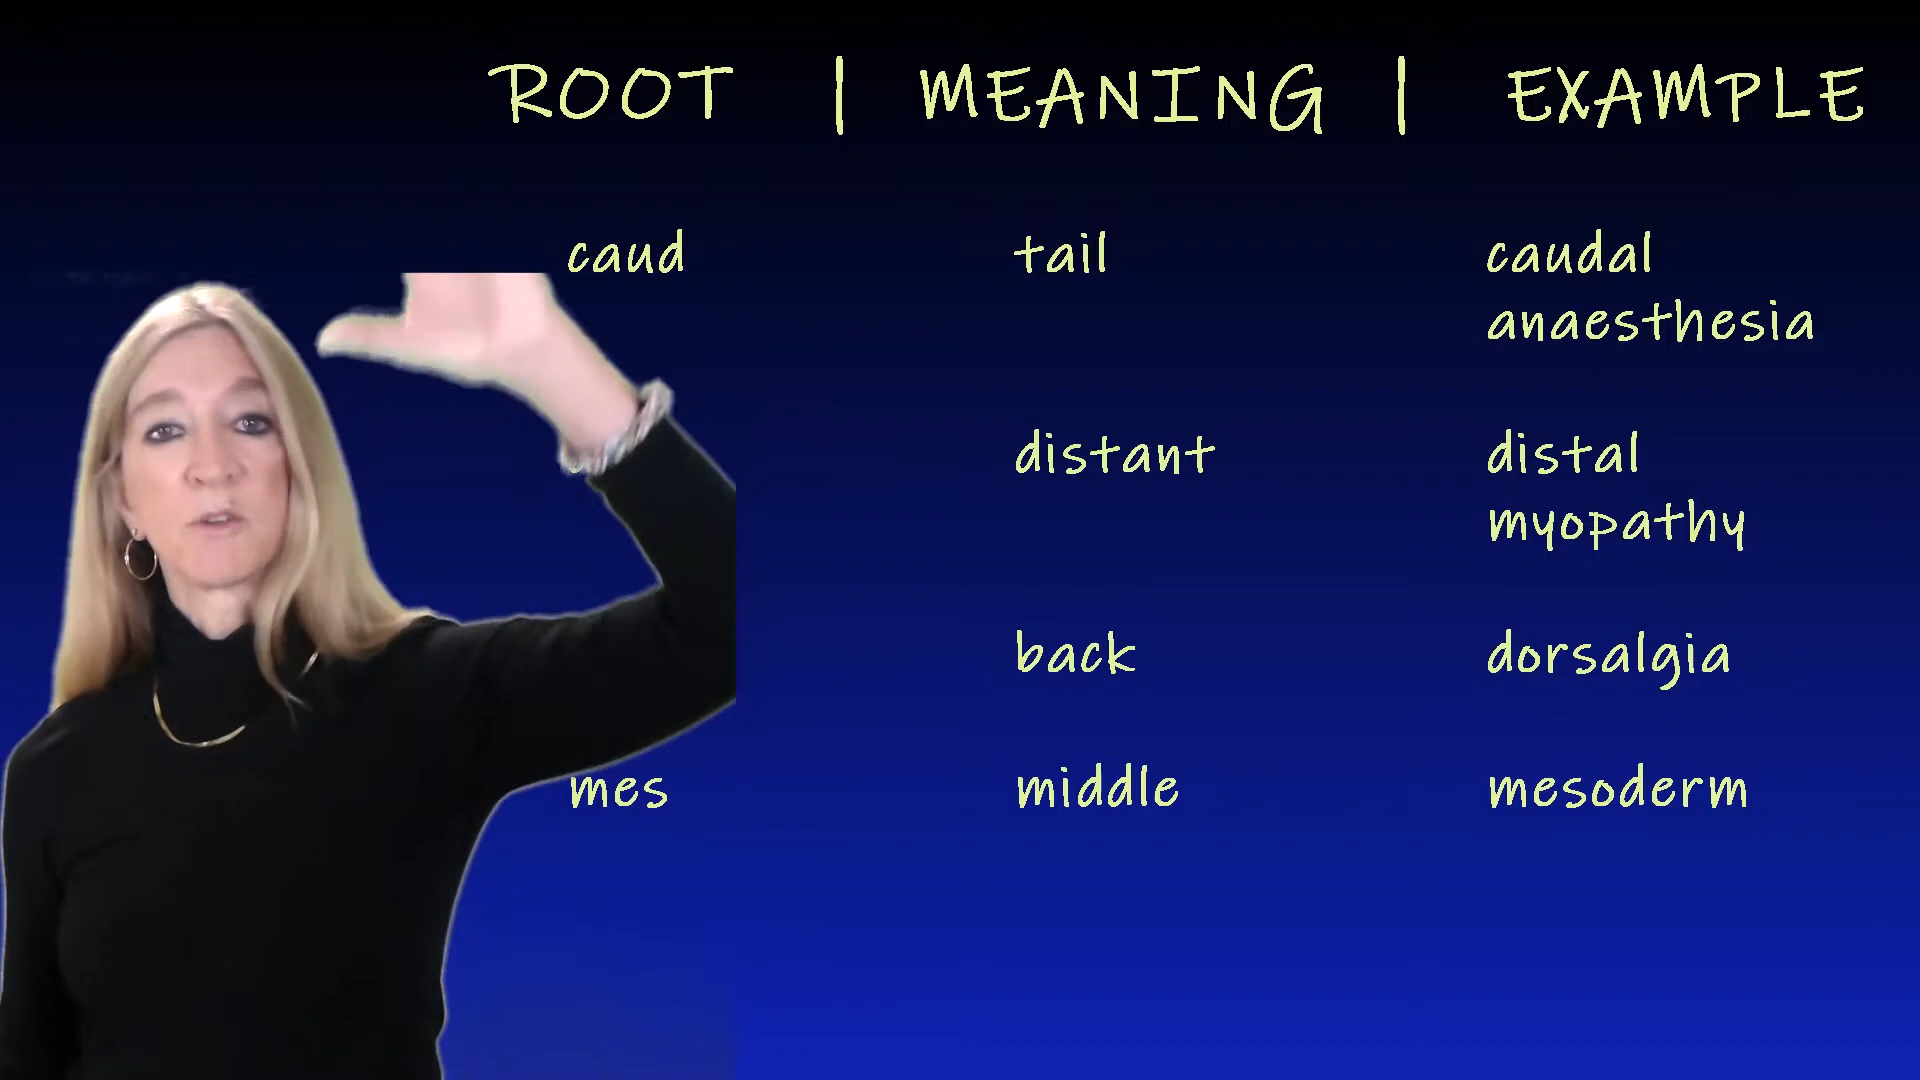 ROOT | MEANING | EXAMPLE
caud tail caudal
anaesthesia
distant distal
myopathy
back dorsalgia
mes middle mesoderm